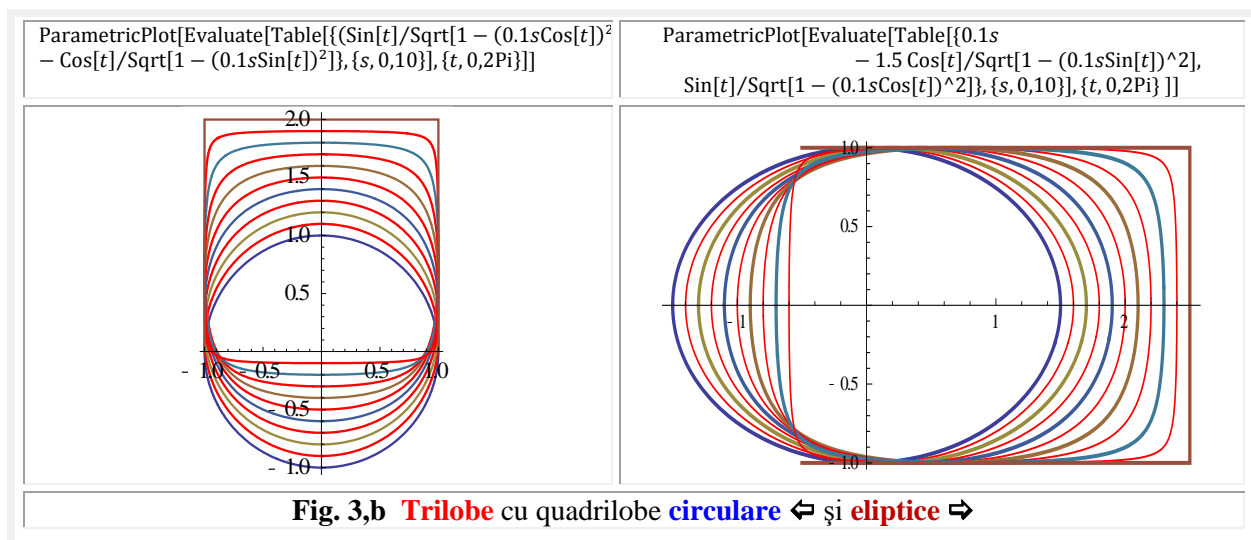 ParametricPlot[Evaluate[Table[{(Sin[t]/Sqrt[1 − (0.1sCos[t])²
− Cos[t]/Sqrt[1 − (0.1sSin[t])²]}, {s, 0,10}], {t, 0,2Pi}]]
ParametricPlot[Evaluate[Table[{0.1s
− 1.5 Cos[t]/Sqrt[1 − (0.1sSin[t])^2],
Sin[t]/Sqrt[1 − (0.1sCos[t])^2]}, {s, 0,10}], {t, 0,2Pi} ]]
2.0
1.5
1.0
0.5
- 1.0 - 0.5 0.5 1.0
- 0.5
- 1.0
1.0
0.5
- 1 1 2
- 0.5
- 1.0
Fig. 3,b Trilobe cu quadrilobe circulare ⇦ şi eliptice ⇨